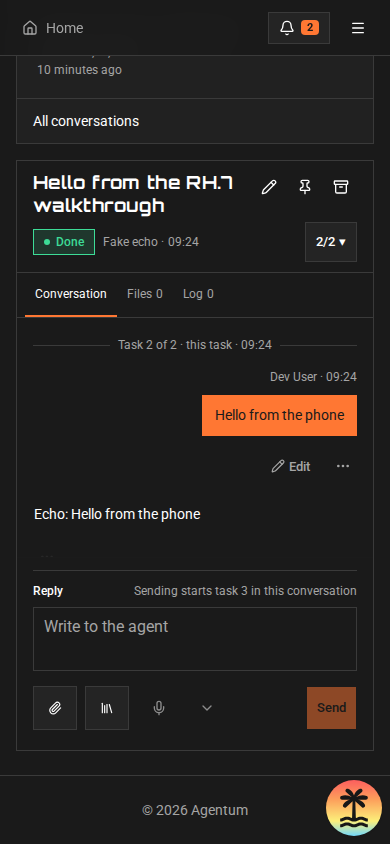 Home
2
10 minutes ago
All conversations
Hello from the RH.7
walkthrough
Done
Fake echo · 09:24
2/2 ▾
Conversation
Files 0
Log 0
Task 2 of 2 · this task · 09:24
Dev User · 09:24
Hello from the phone
Edit
Echo: Hello from the phone
Reply
Sending starts task 3 in this conversation
Write to the agent
Send
© 2026 Agentum